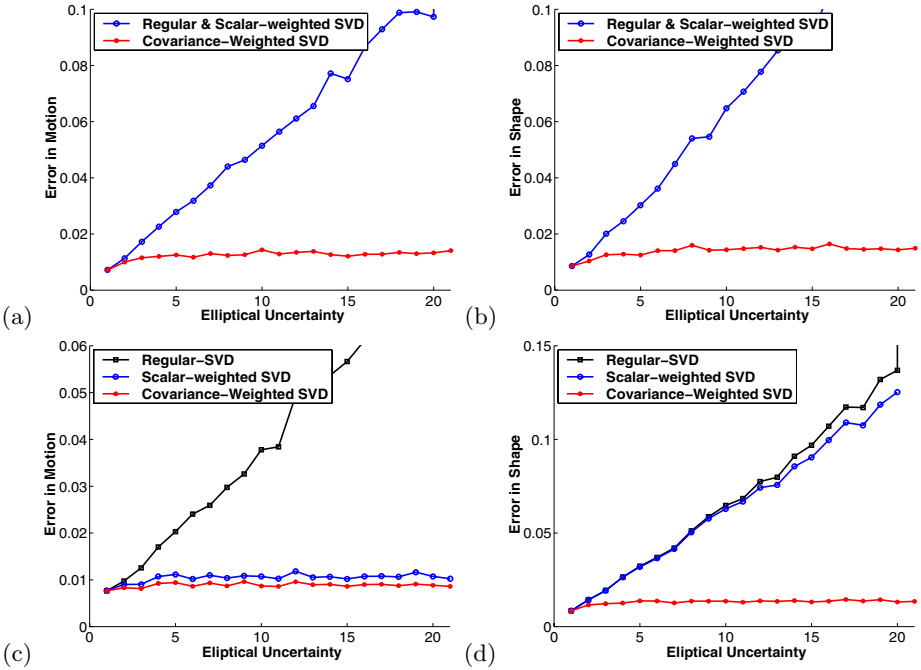 0.1
Regular & Scalar-weighted SVD
Covariance-Weighted SVD
0.08
0.06
0.04
0.02
0
Error in Motion
0 5 10 15 20
Elliptical Uncertainty
(a)
0.1
Regular & Scalar-weighted SVD
Covariance-Weighted SVD
0.08
0.06
0.04
0.02
0
Error in Shape
0 5 10 15 20
Elliptical Uncertainty
(b)
0.06
Regular-SVD
Scalar-weighted SVD
Covariance-Weighted SVD
0.05
0.04
0.03
0.02
0.01
0
Error in Motion
0 5 10 15 20
Elliptical Uncertainty
(c)
0.15
Regular-SVD
Scalar-weighted SVD
Covariance-Weighted SVD
0.1
0.05
0
Error in Shape
0 5 10 15 20
Elliptical Uncertainty
(d)